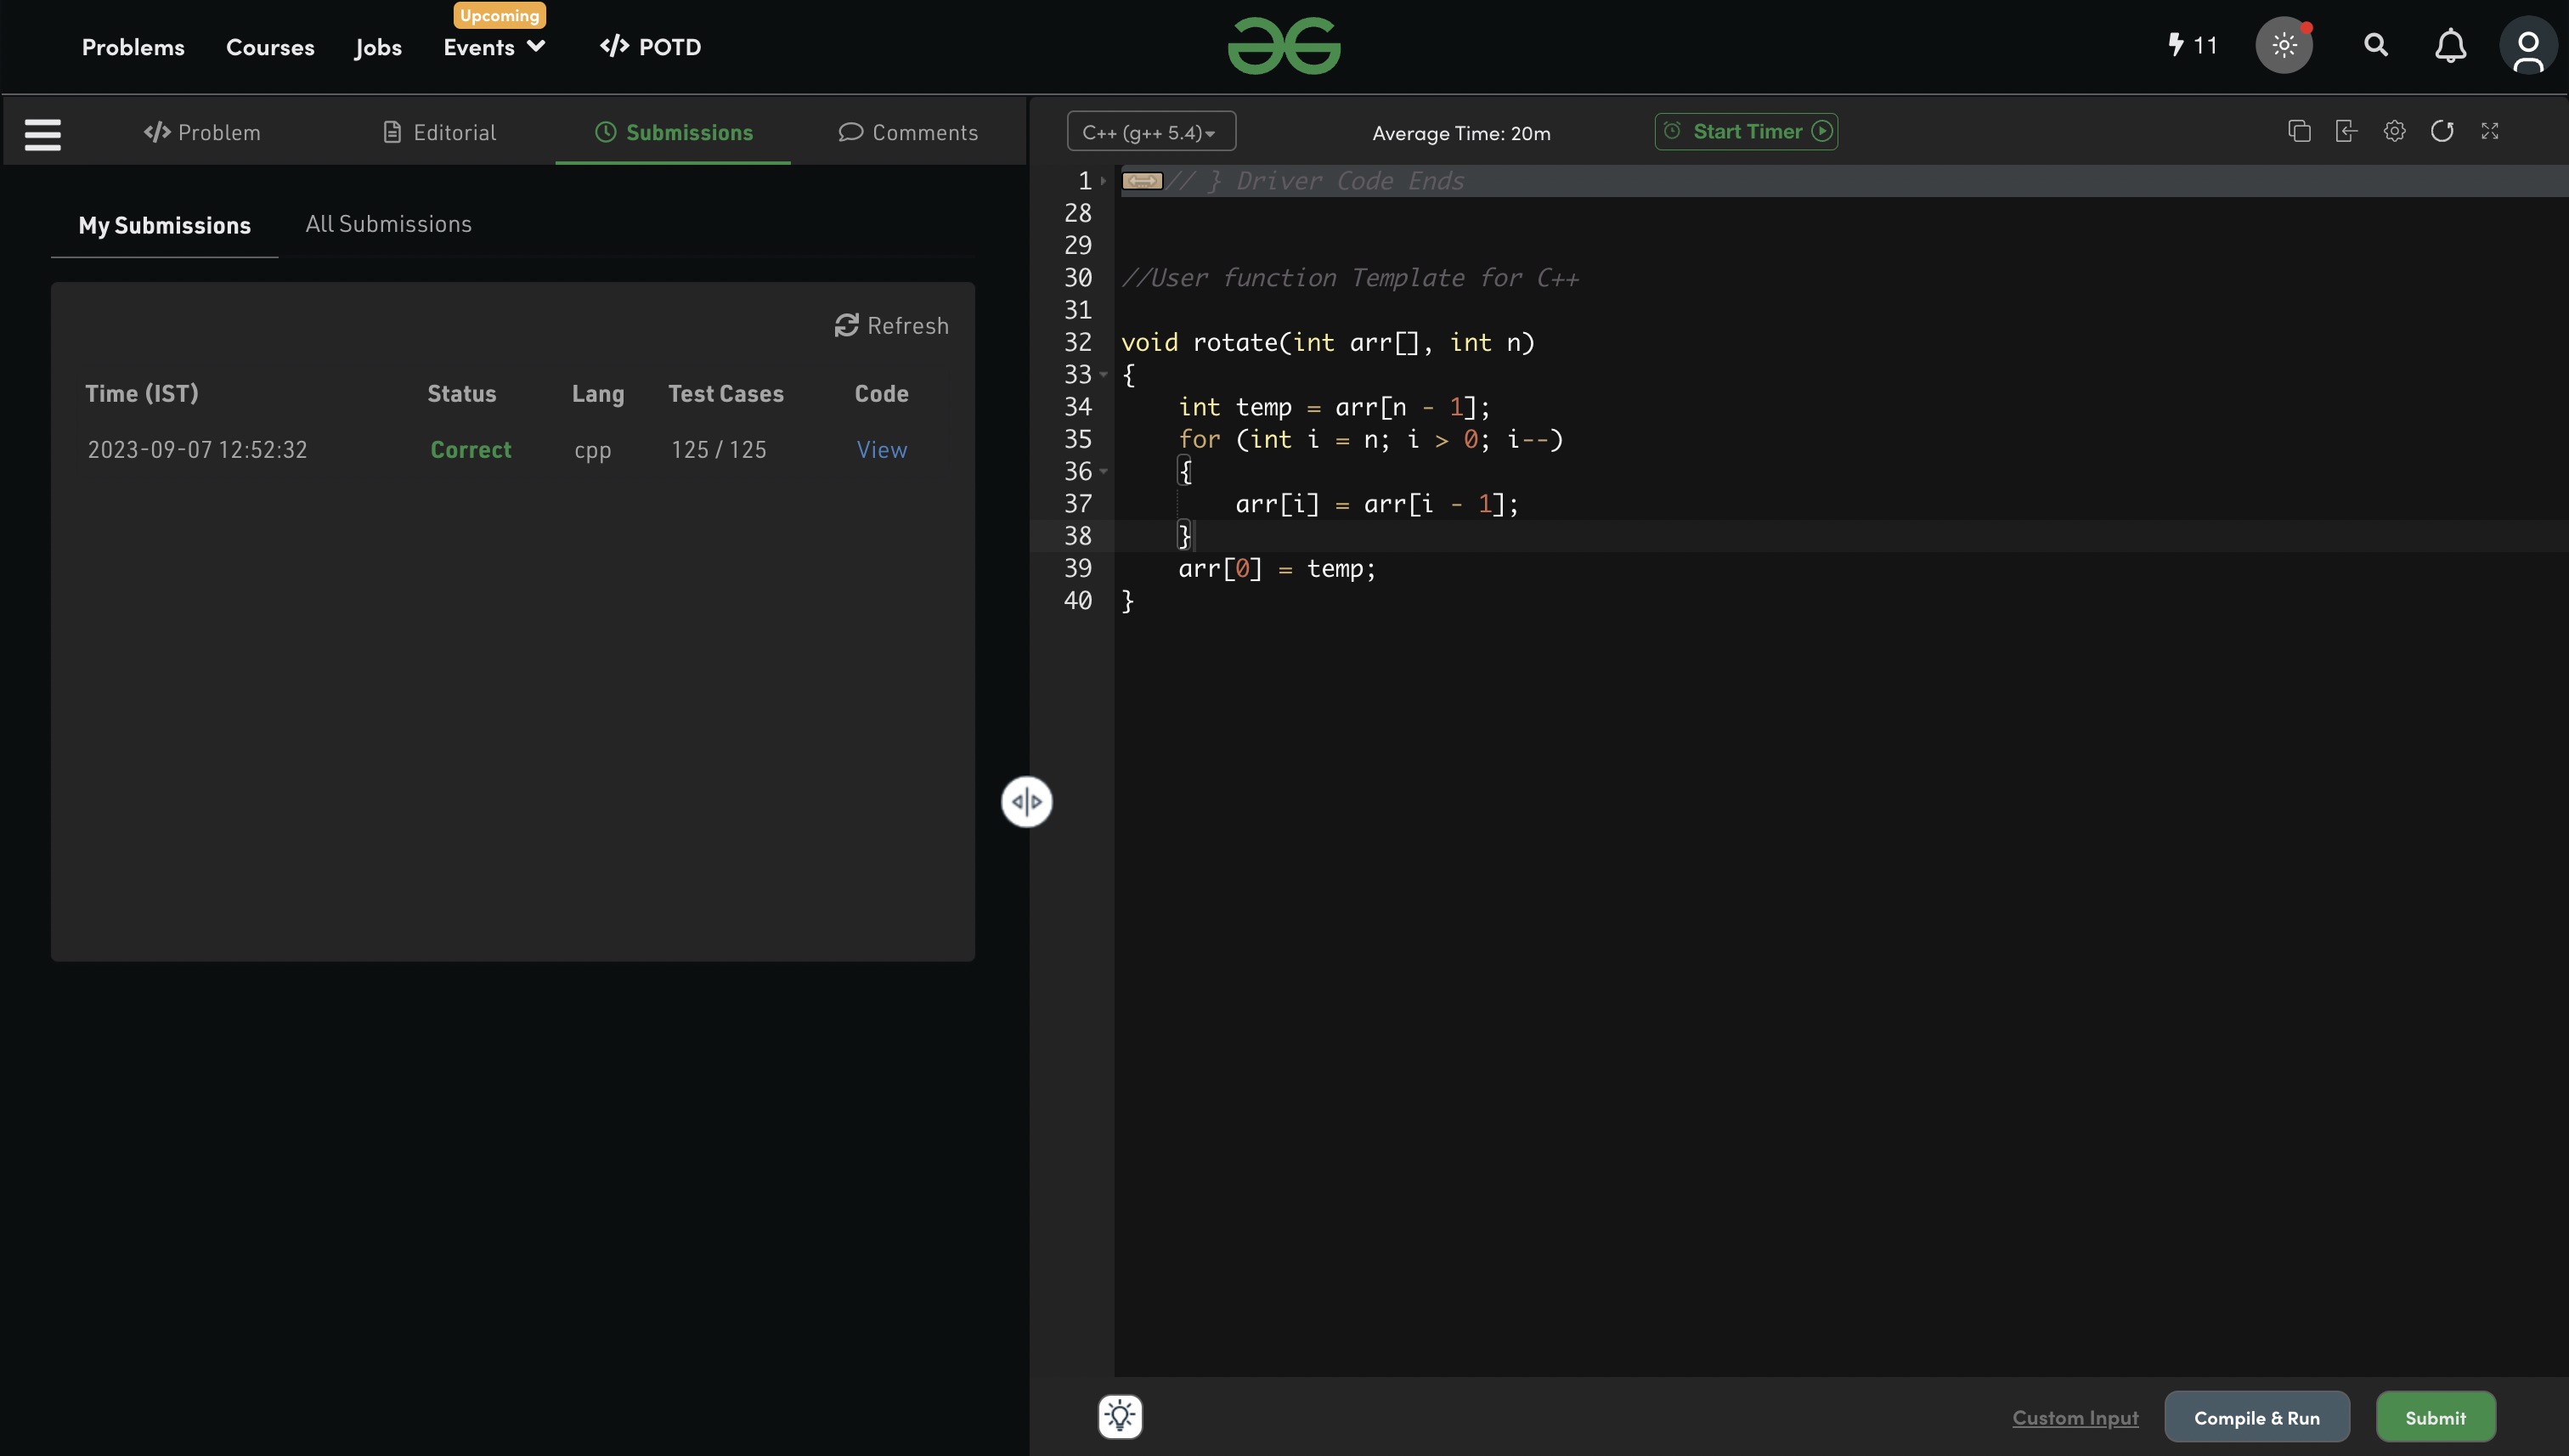 Upcoming
Problems Courses Jobs Events </> POTD
11
</> Problem Editorial Submissions Comments
C++ (g++ 5.4) Average Time: 20m Start Timer
My Submissions All Submissions
Refresh
Time (IST) Status Lang Test Cases Code
2023-09-07 12:52:32 Correct cpp 125 / 125 View
1 // } Driver Code Ends
28
29
30 //User function Template for C++
31
32 void rotate(int arr[], int n)
33 {
34     int temp = arr[n - 1];
35     for (int i = n; i > 0; i--)
36     {
37         arr[i] = arr[i - 1];
38     }
39     arr[0] = temp;
40 }
Custom Input Compile & Run Submit